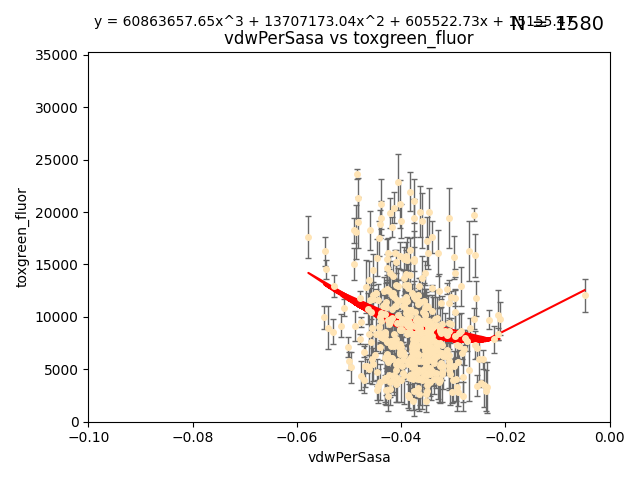 y = 60863657.65x^3 + 13707173.04x^2 + 605522.73x +
N = 1580
vdwPerSasa vs toxgreen_fluor
35000
30000
25000
20000
15000
10000
5000
0
toxgreen_fluor
−0.10 −0.08 −0.06 −0.04 −0.02 0.00
vdwPerSasa